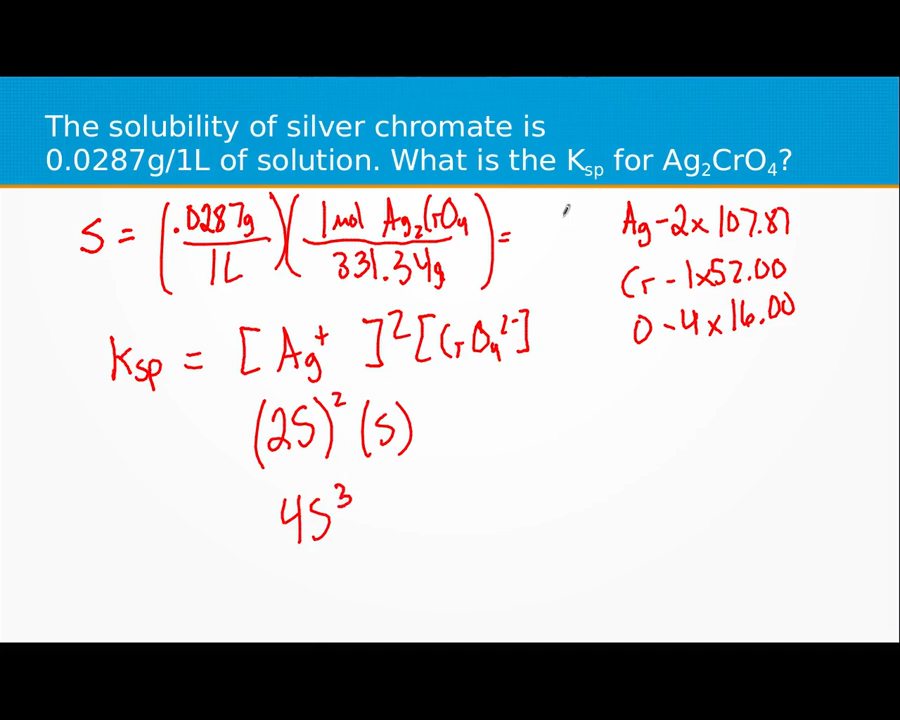 The solubility of silver chromate is
0.0287g/1L of solution. What is the Ksp for Ag2CrO4?
S = (.0287g / 1L)(1 mol Ag2CrO4 / 331.34g) =
Ag - 2 x 107.87
Cr - 1 x 52.00
O - 4 x 16.00
Ksp = [Ag+ ]²[CrO4²-]
(2S)² (S)
4S³